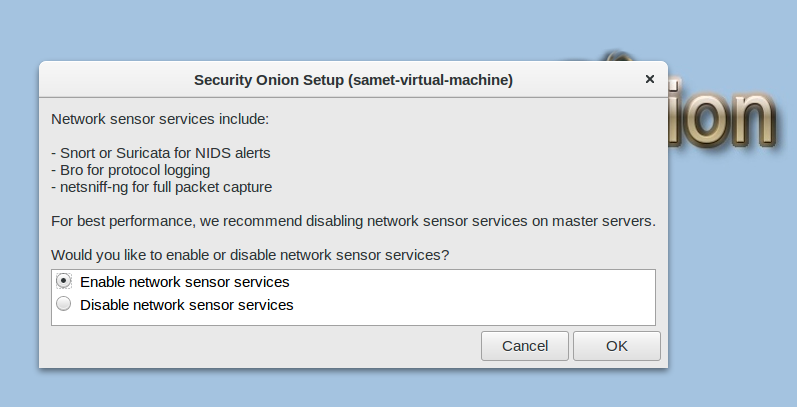 Security Onion Setup (samet-virtual-machine)
Network sensor services include:
- Snort or Suricata for NIDS alerts
- Bro for protocol logging
- netsniff-ng for full packet capture
For best performance, we recommend disabling network sensor services on master servers.
Would you like to enable or disable network sensor services?
Enable network sensor services
Disable network sensor services
Cancel OK